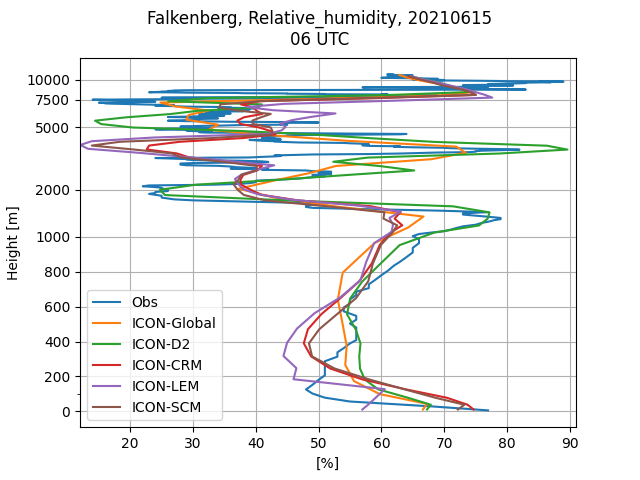 Falkenberg, Relative_humidity, 20210615
06 UTC
Height [m]
10000
7500
5000
2000
1000
800
600
400
200
0
Obs
ICON-Global
ICON-D2
ICON-CRM
ICON-LEM
ICON-SCM
20 30 40 50 60 70 80 90
[%]